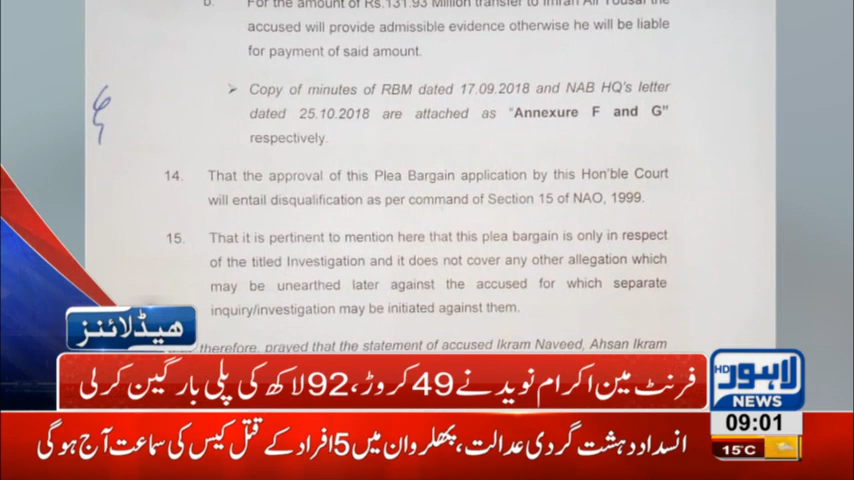 b. For the amount of Rs.131.93 Million transfer to Imran Ali Yousaf the
accused will provide admissible evidence otherwise he will be liable
for payment of said amount.
➢ Copy of minutes of RBM dated 17.09.2018 and NAB HQ's letter
dated 25.10.2018 are attached as "Annexure F and G"
respectively.
14. That the approval of this Plea Bargain application by this Hon'ble Court
will entail disqualification as per command of Section 15 of NAO, 1999.
15. That it is pertinent to mention here that this plea bargain is only in respect
of the titled Investigation and it does not cover any other allegation which
may be unearthed later against the accused for which separate
inquiry/investigation may be initiated against them.
therefore, prayed that the statement of accused Ikram Naveed, Ahsan Ikram
ہیڈلائنز
فرنٹ مین اکرام نوید نے 49 کروڑ، 92 لاکھ کی پلی بارگین کرلی
HD لاہور
NEWS
09:01
15°C
انسداد دہشت گردی عدالت، پھلروان میں 5 افراد کے قتل کیس کی سماعت آج ہوگی